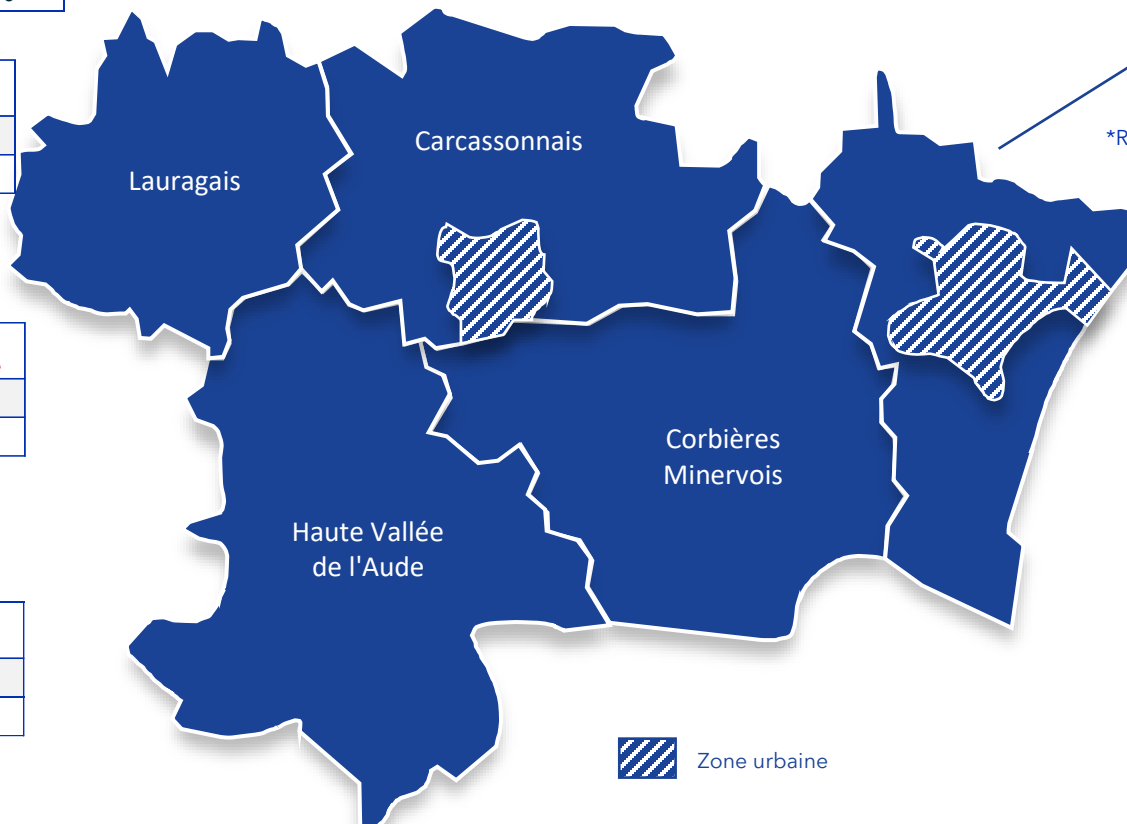 *R
Carcassonnais
Lauragais
Corbières
Minervois
Haute Vallée
de l'Aude
Zone urbaine